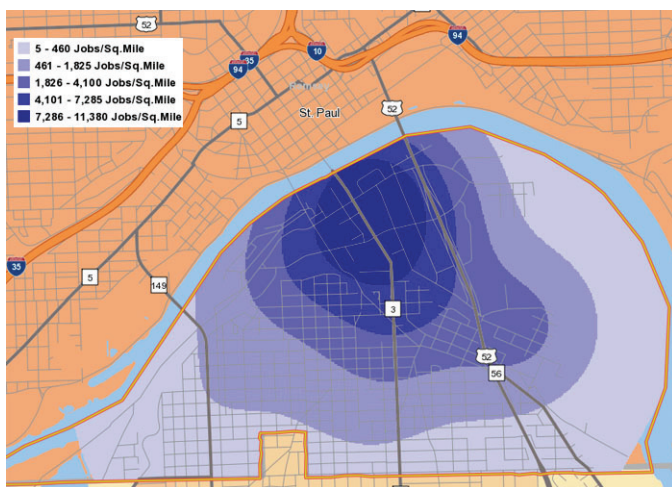 52
5 - 460 Jobs/Sq.Mile
461 - 1,825 Jobs/Sq.Mile
1,826 - 4,100 Jobs/Sq.Mile
4,101 - 7,285 Jobs/Sq.Mile
7,286 - 11,380 Jobs/Sq.Mile
94
10
94
35
St. Paul
52
5
35
5
149
3
52
56